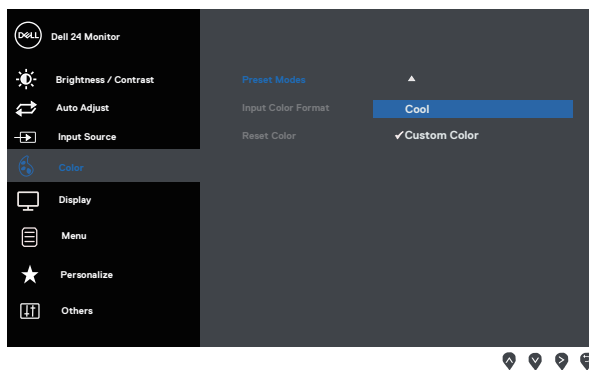 DELL
Dell 24 Monitor
Brightness / Contrast
Auto Adjust
Input Source
Color
Display
Menu
Personalize
Others
Preset Modes
Input Color Format
Reset Color
Cool
✓Custom Color